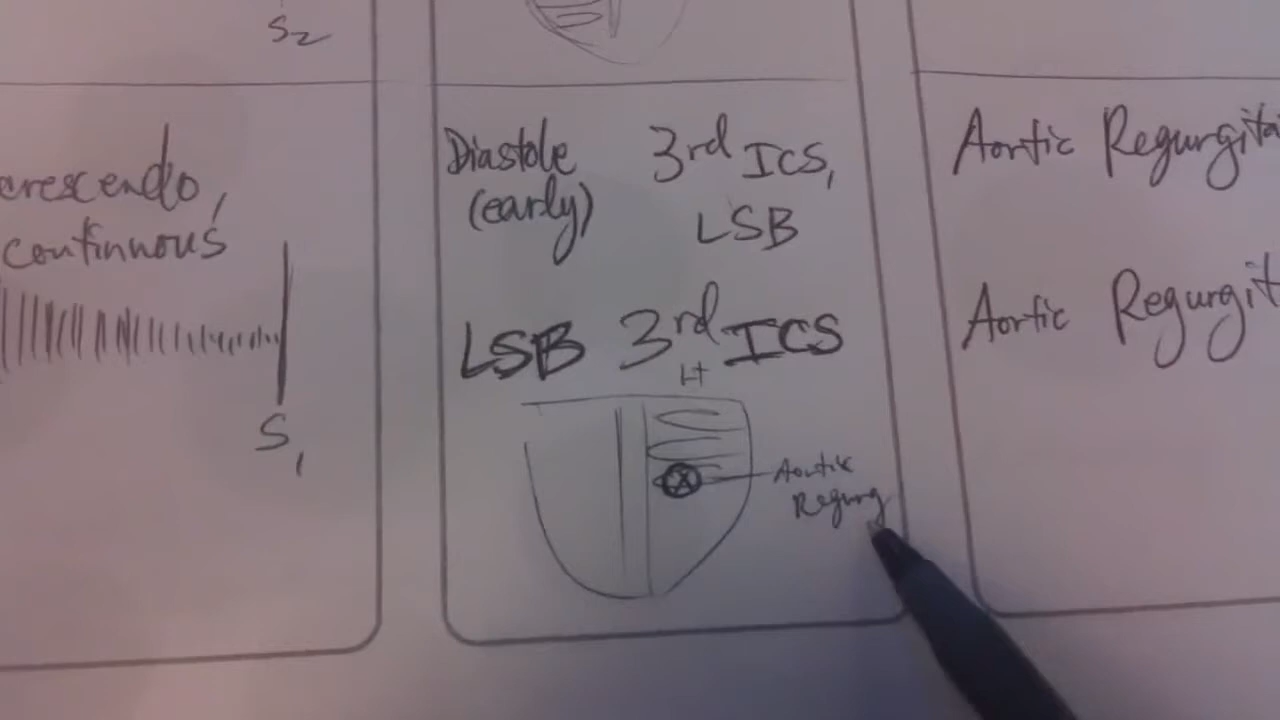 S2
crescendo,
continuous
S1
Diastole
(early)
3rd ICS,
LSB
LSB 3rd ICS
Lt
Aortic
Regurg
Aortic Regurgita
Aortic Regurgit